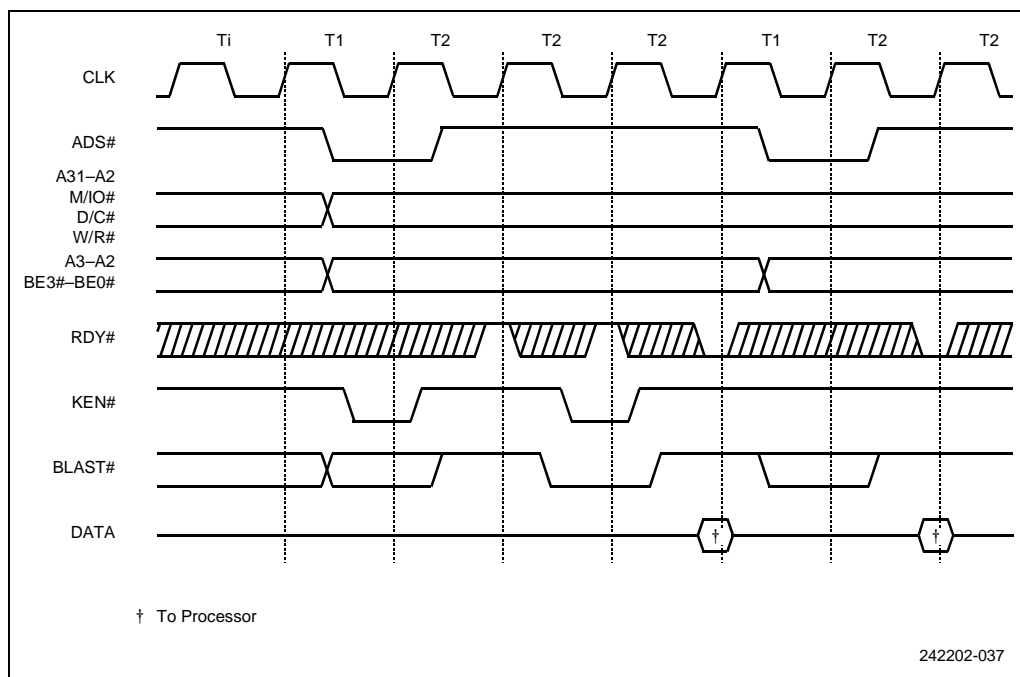 Ti T1 T2 T2 T2 T1 T2 T2
CLK
ADS#
A31–A2
M/IO#
D/C#
W/R#
A3–A2
BE3#–BE0#
RDY#
KEN#
BLAST#
DATA
† †
† To Processor
242202-037